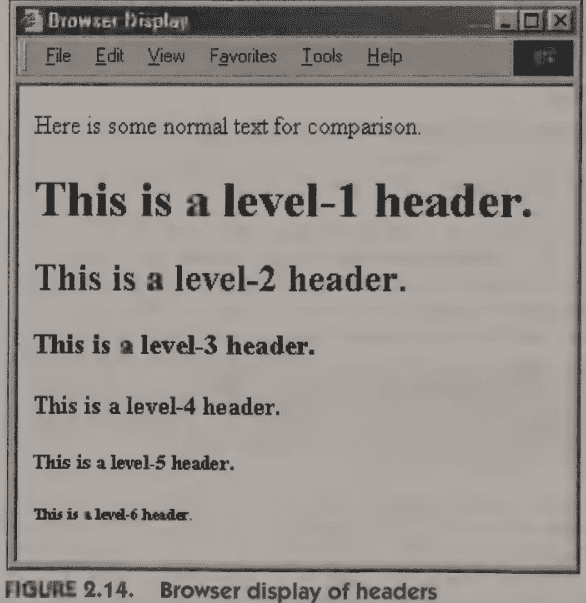 Browser Display
File Edit View Favorites Tools Help
Here is some normal text for comparison.
This is a level-1 header.
This is a level-2 header.
This is a level-3 header.
This is a level-4 header.
This is a level-5 header.
This is a level-6 header.
FIGURE 2.14. Browser display of headers